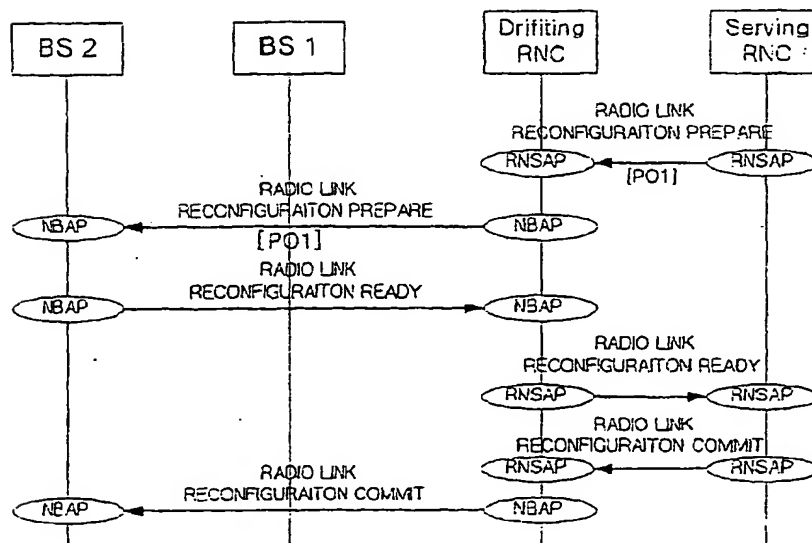 BS 2
BS 1
Drifiting
RNC
Serving
RNC
RADIO LINK
RECONFIGURAITON PREPARE
RNSAP
RNSAP
[PO1]
RADIO LINK
RECONFIGURAITON PREPARE
NBAP
NBAP
[PO1]
RADIO LINK
RECONFIGURAITON READY
NBAP
NBAP
RADIO LINK
RECONFIGURAITON READY
RNSAP
RNSAP
RADIO LINK
RECONFIGURAITON COMMIT
RNSAP
RNSAP
RADIO LINK
RECONFIGURAITON COMMIT
NBAP
NBAP